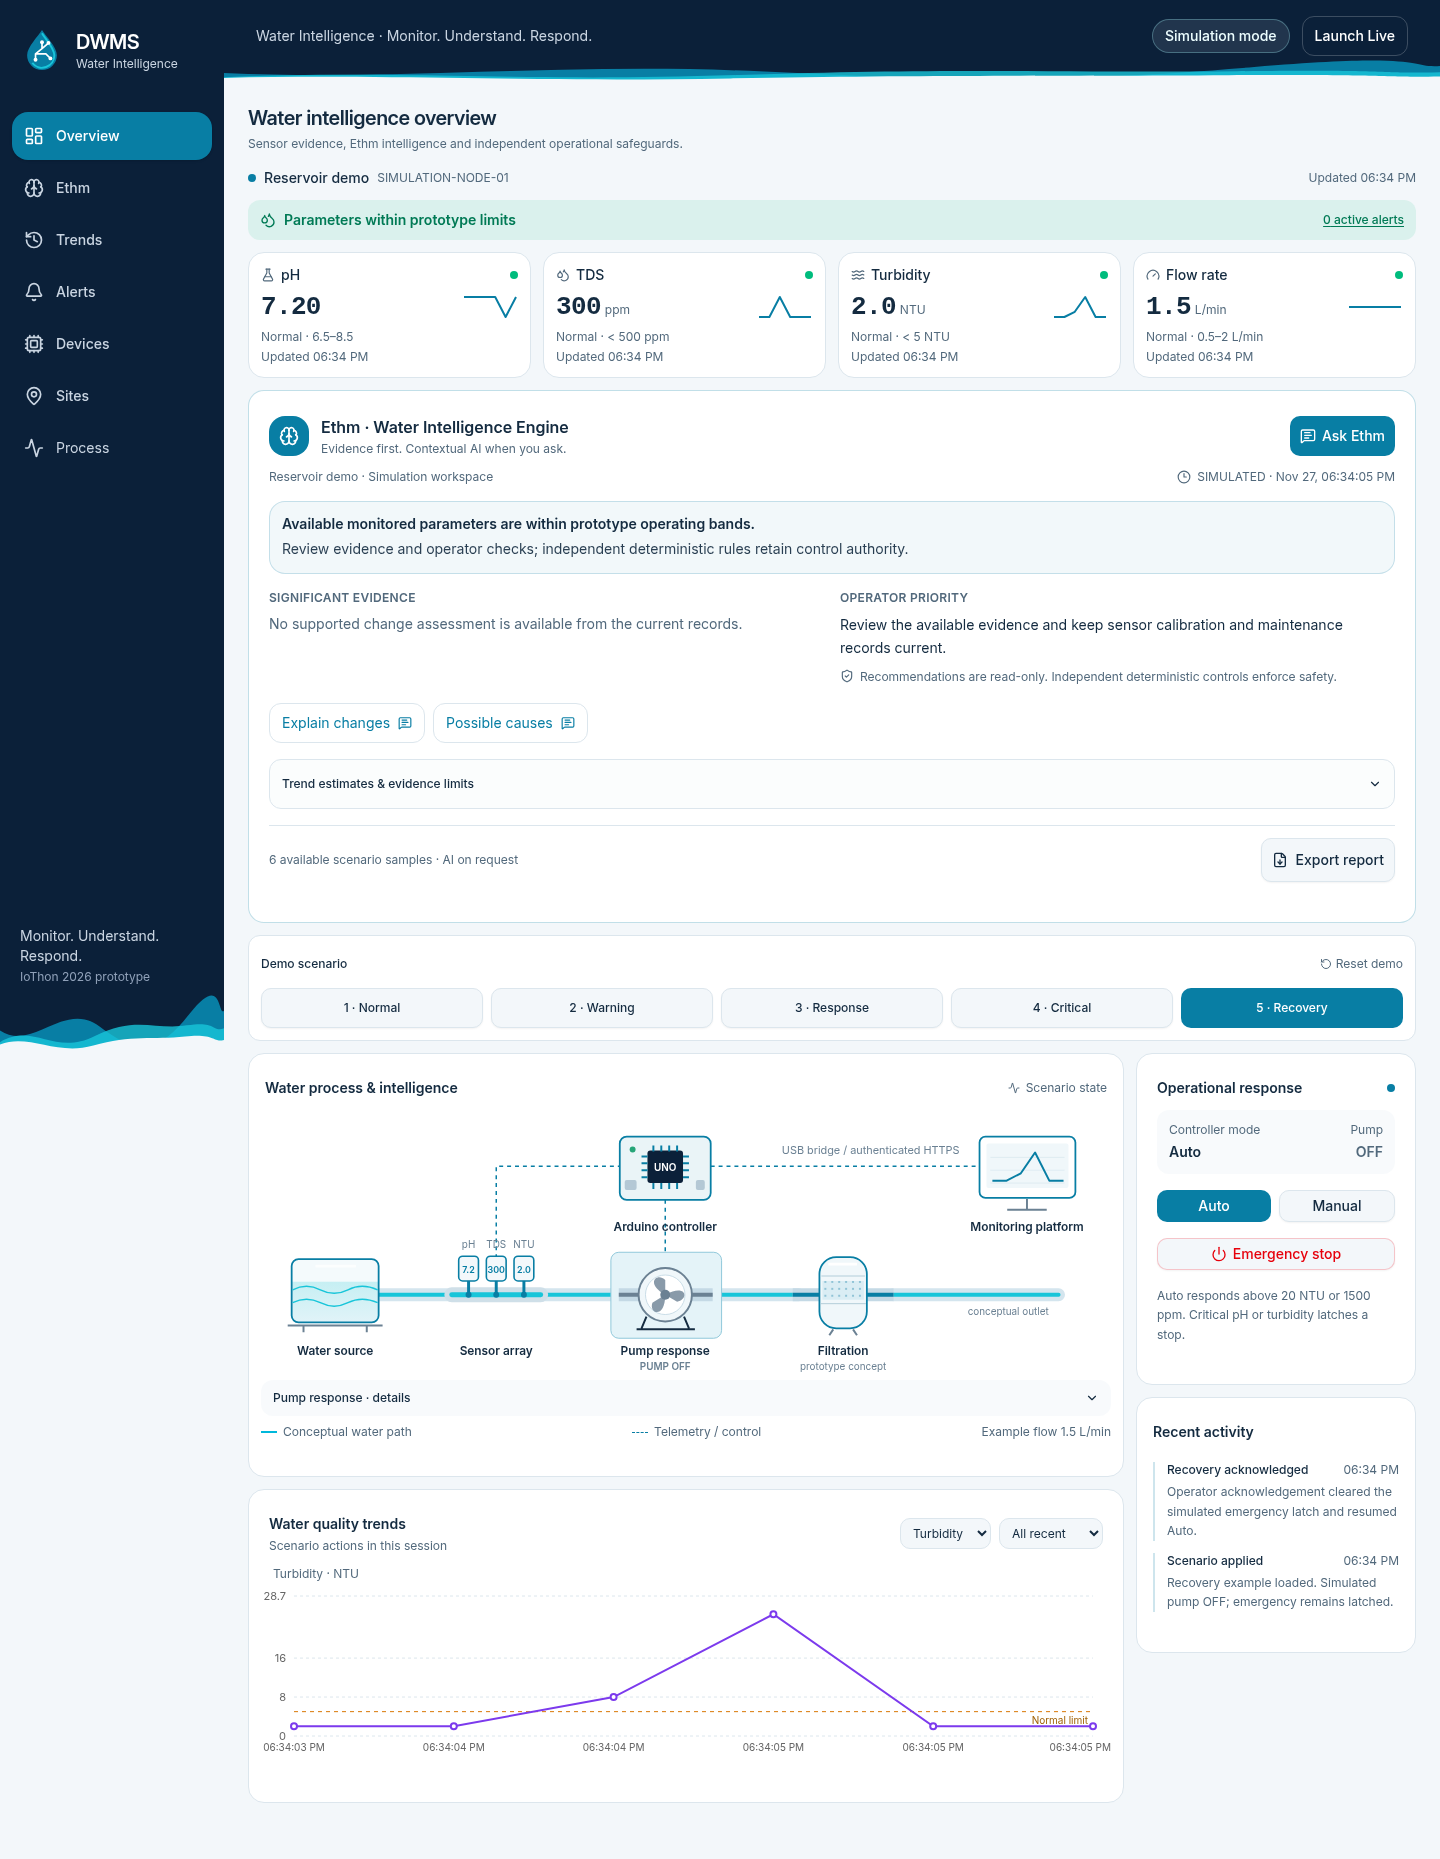 DWMS
Water Intelligence
Water Intelligence · Monitor. Understand. Respond.
Simulation mode
Launch Live
Overview
Ethm
Trends
Alerts
Devices
Sites
Process
Monitor. Understand.
Respond.
IoThon 2026 prototype
Water intelligence overview
Sensor evidence, Ethm intelligence and independent operational safeguards.
Reservoir demo SIMULATION-NODE-01
Updated 06:34 PM
Parameters within prototype limits
0 active alerts
pH
7.20
Normal · 6.5–8.5
Updated 06:34 PM
TDS
300 ppm
Normal · < 500 ppm
Updated 06:34 PM
Turbidity
2.0 NTU
Normal · < 5 NTU
Updated 06:34 PM
Flow rate
1.5 L/min
Normal · 0.5–2 L/min
Updated 06:34 PM
Ethm · Water Intelligence Engine
Evidence first. Contextual AI when you ask.
Ask Ethm
Reservoir demo · Simulation workspace
SIMULATED · Nov 27, 06:34:05 PM
Available monitored parameters are within prototype operating bands.
Review evidence and operator checks; independent deterministic rules retain control authority.
SIGNIFICANT EVIDENCE
No supported change assessment is available from the current records.
OPERATOR PRIORITY
Review the available evidence and keep sensor calibration and maintenance
records current.
Recommendations are read-only. Independent deterministic controls enforce safety.
Explain changes
Possible causes
Trend estimates & evidence limits
6 available scenario samples · AI on request
Export report
Demo scenario
Reset demo
1 · Normal
2 · Warning
3 · Response
4 · Critical
5 · Recovery
Water process & intelligence
Scenario state
USB bridge / authenticated HTTPS
UNO
Arduino controller
Monitoring platform
pH TDS NTU
7.2 300 2.0
conceptual outlet
Water source
Sensor array
Pump response
PUMP OFF
Filtration
prototype concept
Pump response · details
Conceptual water path
Telemetry / control
Example flow 1.5 L/min
Operational response
Controller mode
Pump
Auto
OFF
Auto
Manual
Emergency stop
Auto responds above 20 NTU or 1500
ppm. Critical pH or turbidity latches a
stop.
Recent activity
Recovery acknowledged 06:34 PM
Operator acknowledgement cleared the
simulated emergency latch and resumed
Auto.
Scenario applied 06:34 PM
Recovery example loaded. Simulated
pump OFF; emergency remains latched.
Water quality trends
Scenario actions in this session
Turbidity
All recent
Turbidity · NTU
28.7
16
8
0
Normal limit
06:34:03 PM
06:34:04 PM
06:34:04 PM
06:34:05 PM
06:34:05 PM
06:34:05 PM